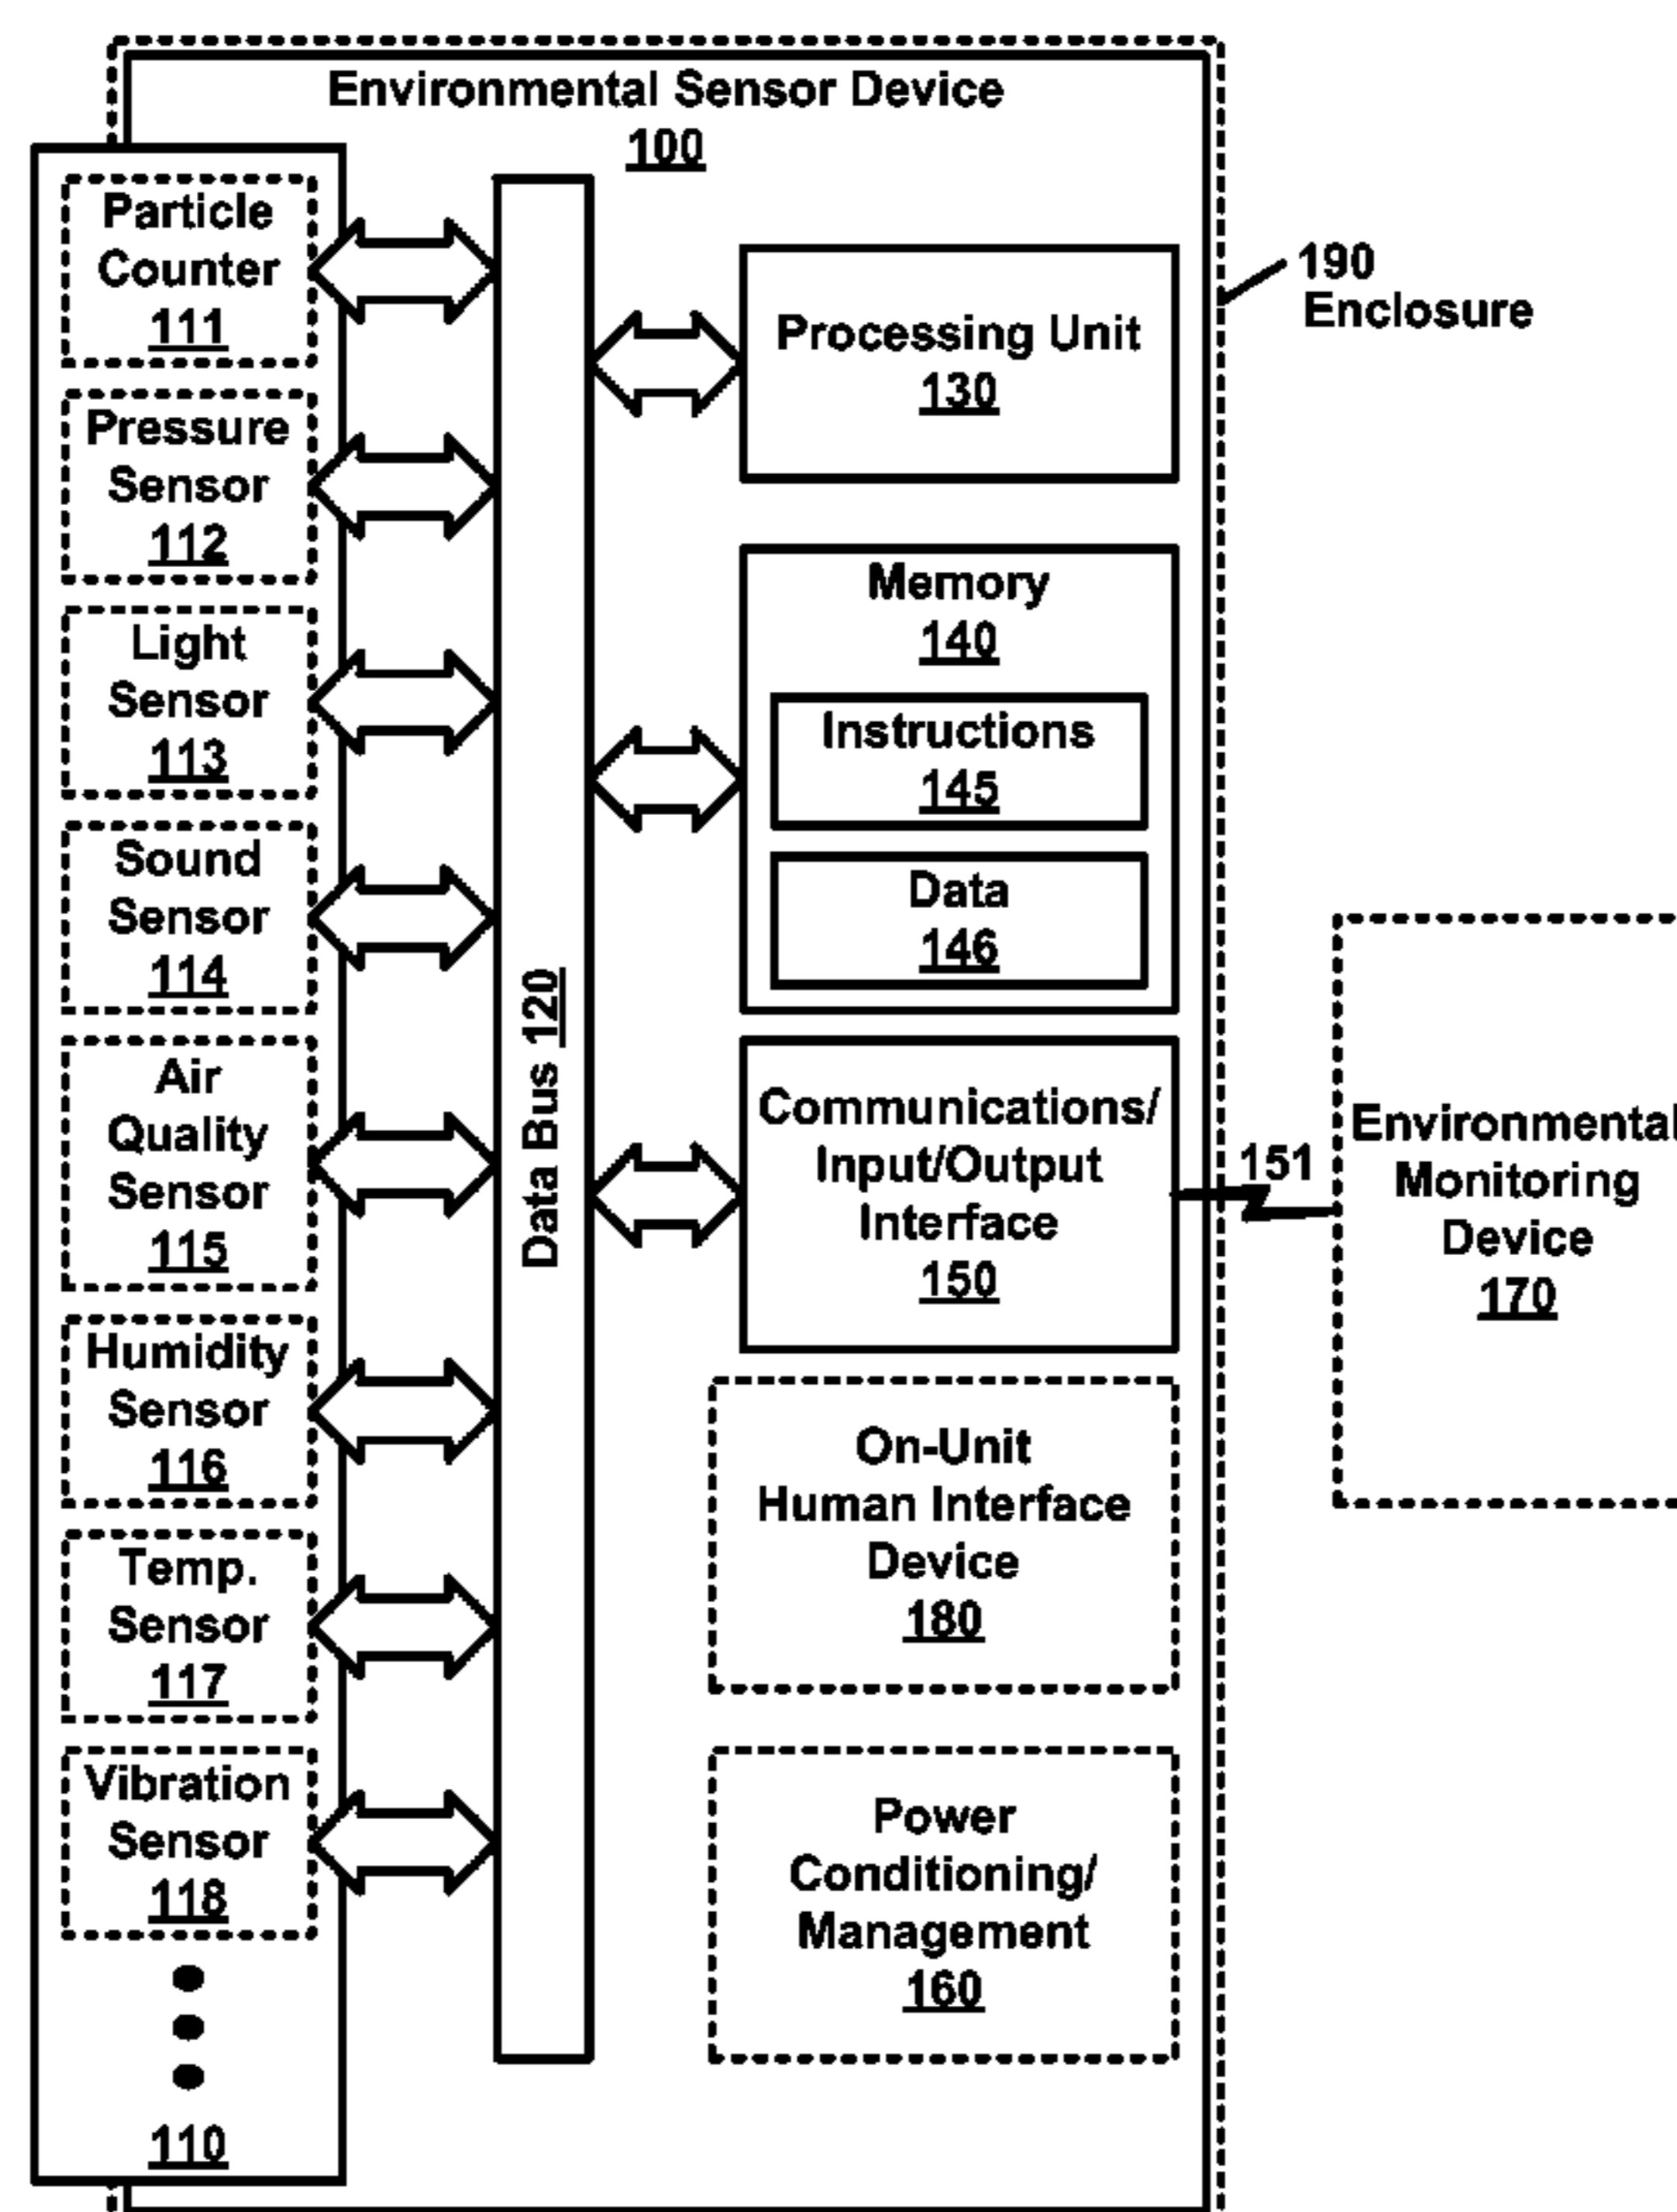 Environmental Sensor Device
100
Particle
Counter
111
Pressure
Sensor
112
Light
Sensor
113
Sound
Sensor
114
Air
Quality
Sensor
115
Humidity
Sensor
116
Temp.
Sensor
117
Vibration
Sensor
118
110
Data Bus 120
Processing Unit
130
Memory
140
Instructions
145
Data
146
Communications/
Input/Output
Interface
150
On-Unit
Human Interface
Device
180
Power
Conditioning/
Management
160
190
Enclosure
151
Environmental
Monitoring
Device
170